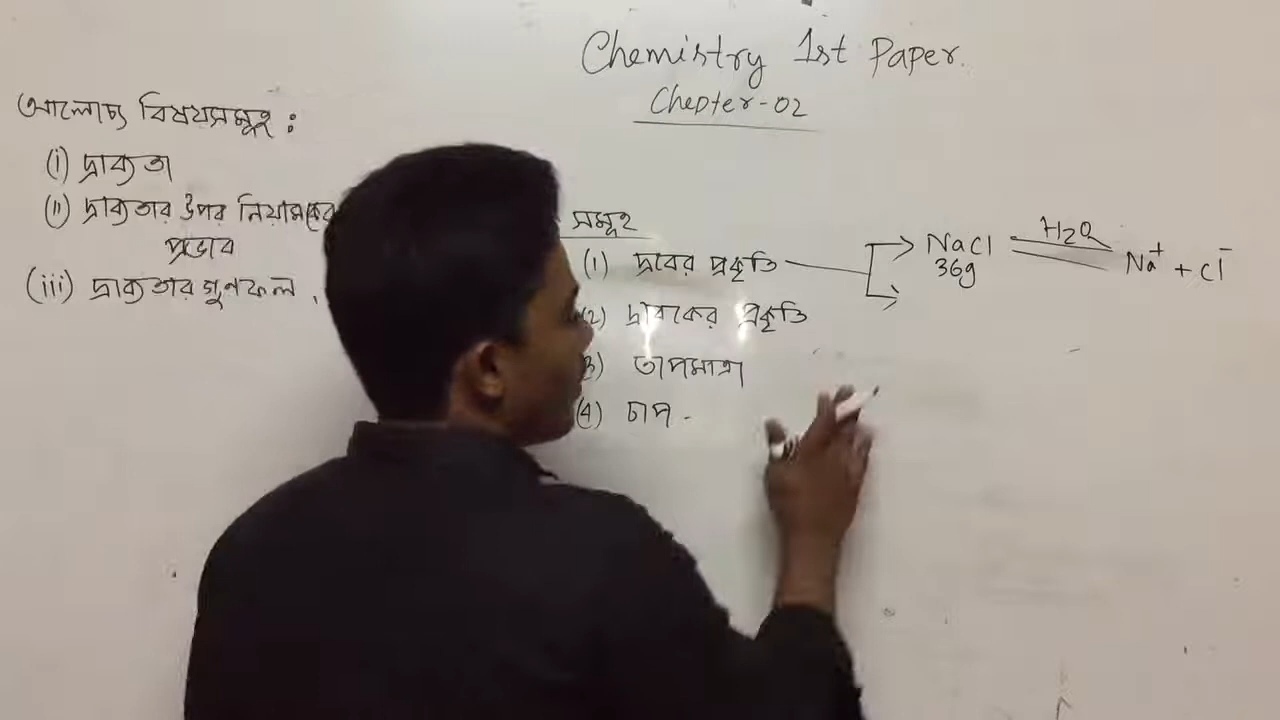 Chemistry 1st Paper.
Chepter-02
আলোচ্য বিষয়সমূহ :
(i) দ্রাব্যতা
(ii) দ্রাব্যতার উপর নিয়ামকের
প্রভাব
(iii) দ্রাব্যতার গুণফল .
সমূহ
(1) দ্রবের প্রকৃতি
(2) দ্রাবকের প্রকৃতি
3) তাপমাত্রা
(4) চাপ -
NaCl H2O Na+ + Cl-
36g